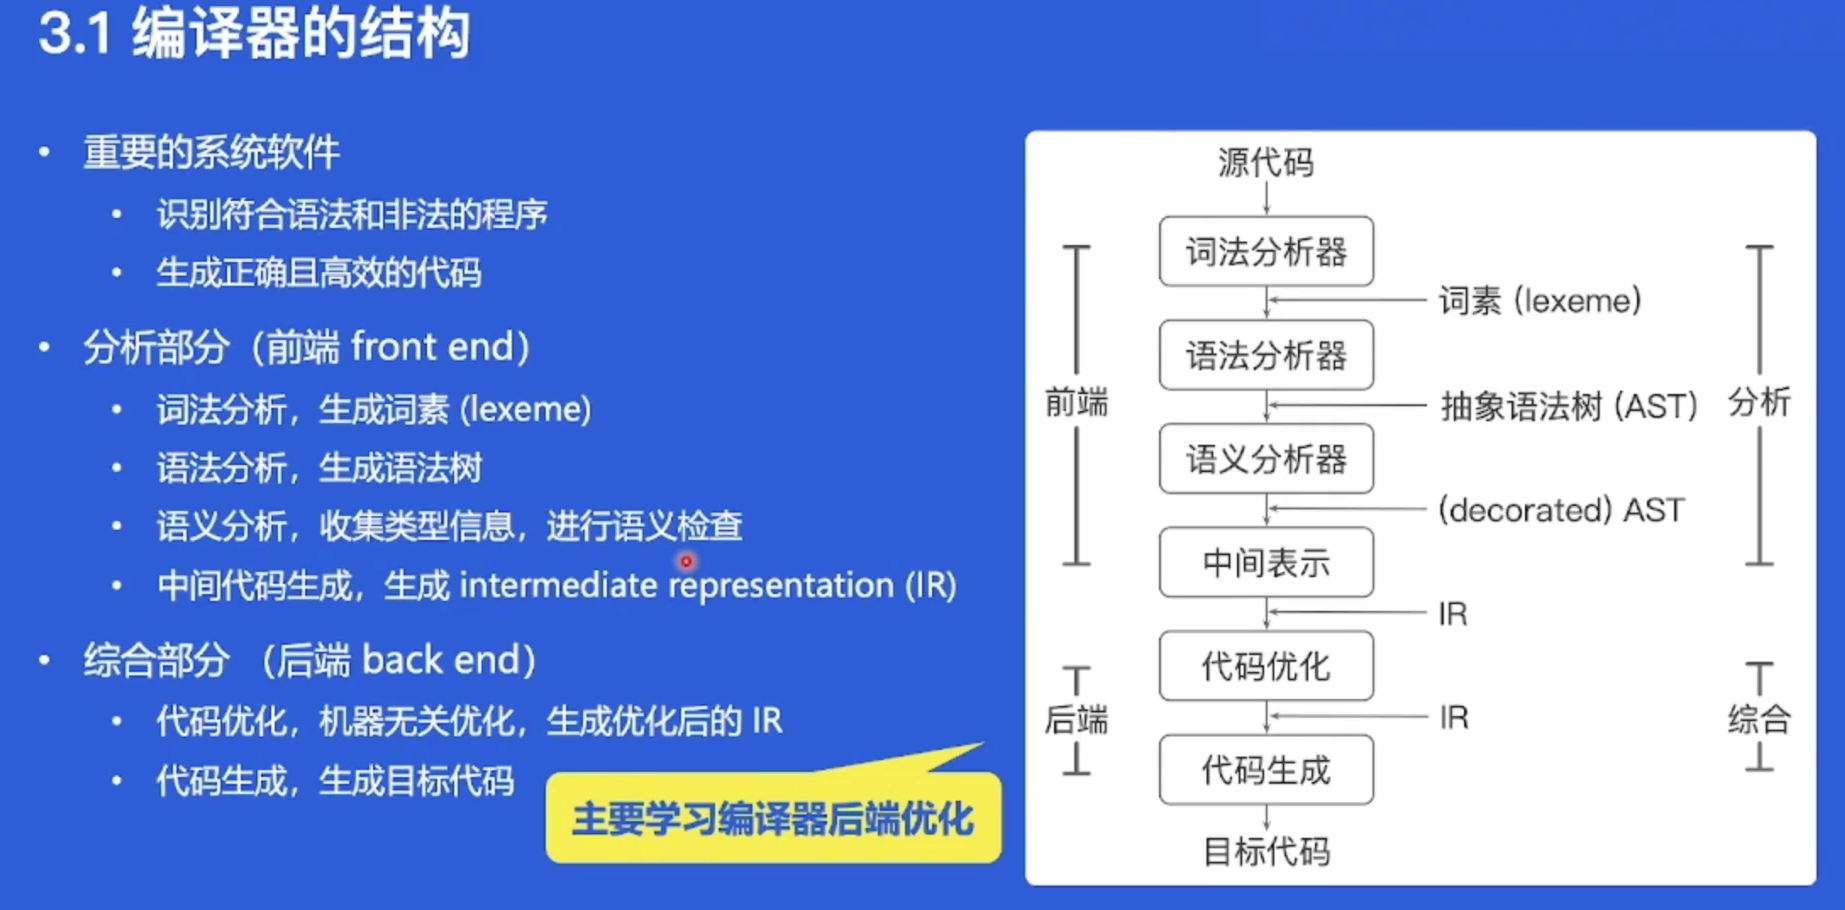 3.1 编译器的结构
• 重要的系统软件
• 识别符合语法和非法的程序
• 生成正确且高效的代码
• 分析部分（前端 front end）
• 词法分析，生成词素 (lexeme)
• 语法分析，生成语法树
• 语义分析，收集类型信息，进行语义检查
• 中间代码生成，生成 intermediate representation (IR)
• 综合部分 （后端 back end）
• 代码优化，机器无关优化，生成优化后的 IR
• 代码生成，生成目标代码
主要学习编译器后端优化
源代码
词法分析器
词素 (lexeme)
语法分析器
前端
抽象语法树 (AST)
分析
语义分析器
(decorated) AST
中间表示
IR
代码优化
后端
IR
综合
代码生成
目标代码